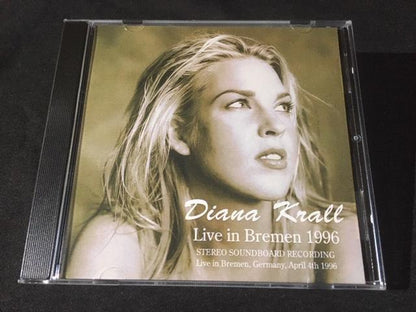 Diana Krall
Live in Bremen 1996
STEREO SOUNDBOARD RECORDING
Live in Bremen, Germany, April 4th 1996